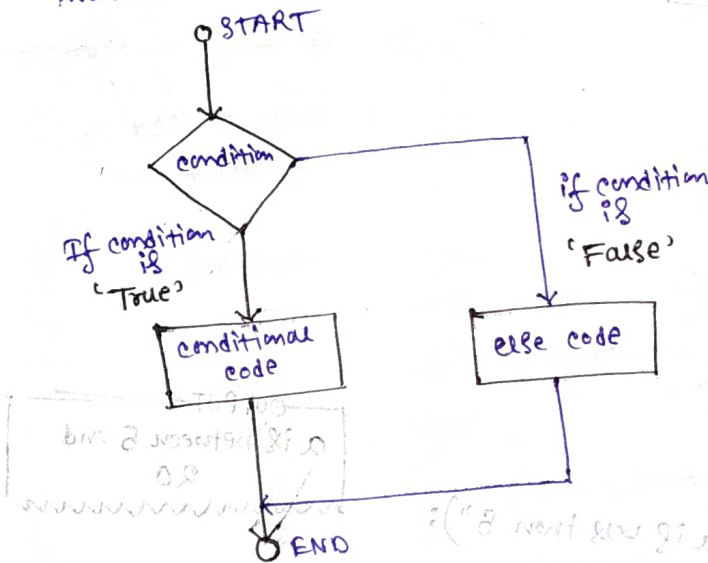 START
condition
If condition
is
'True'
if condition
is
'False'
conditional
code
else code
END